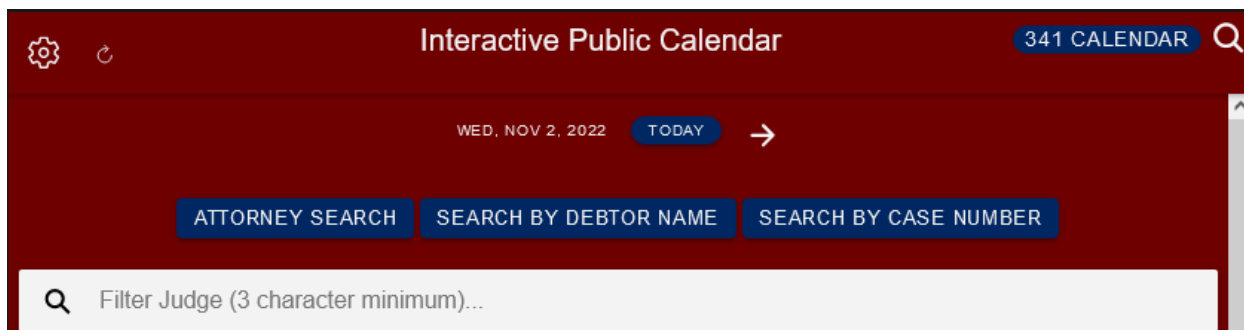 Interactive Public Calendar
341 CALENDAR
WED, NOV 2, 2022 TODAY
ATTORNEY SEARCH SEARCH BY DEBTOR NAME SEARCH BY CASE NUMBER
Filter Judge (3 character minimum)...